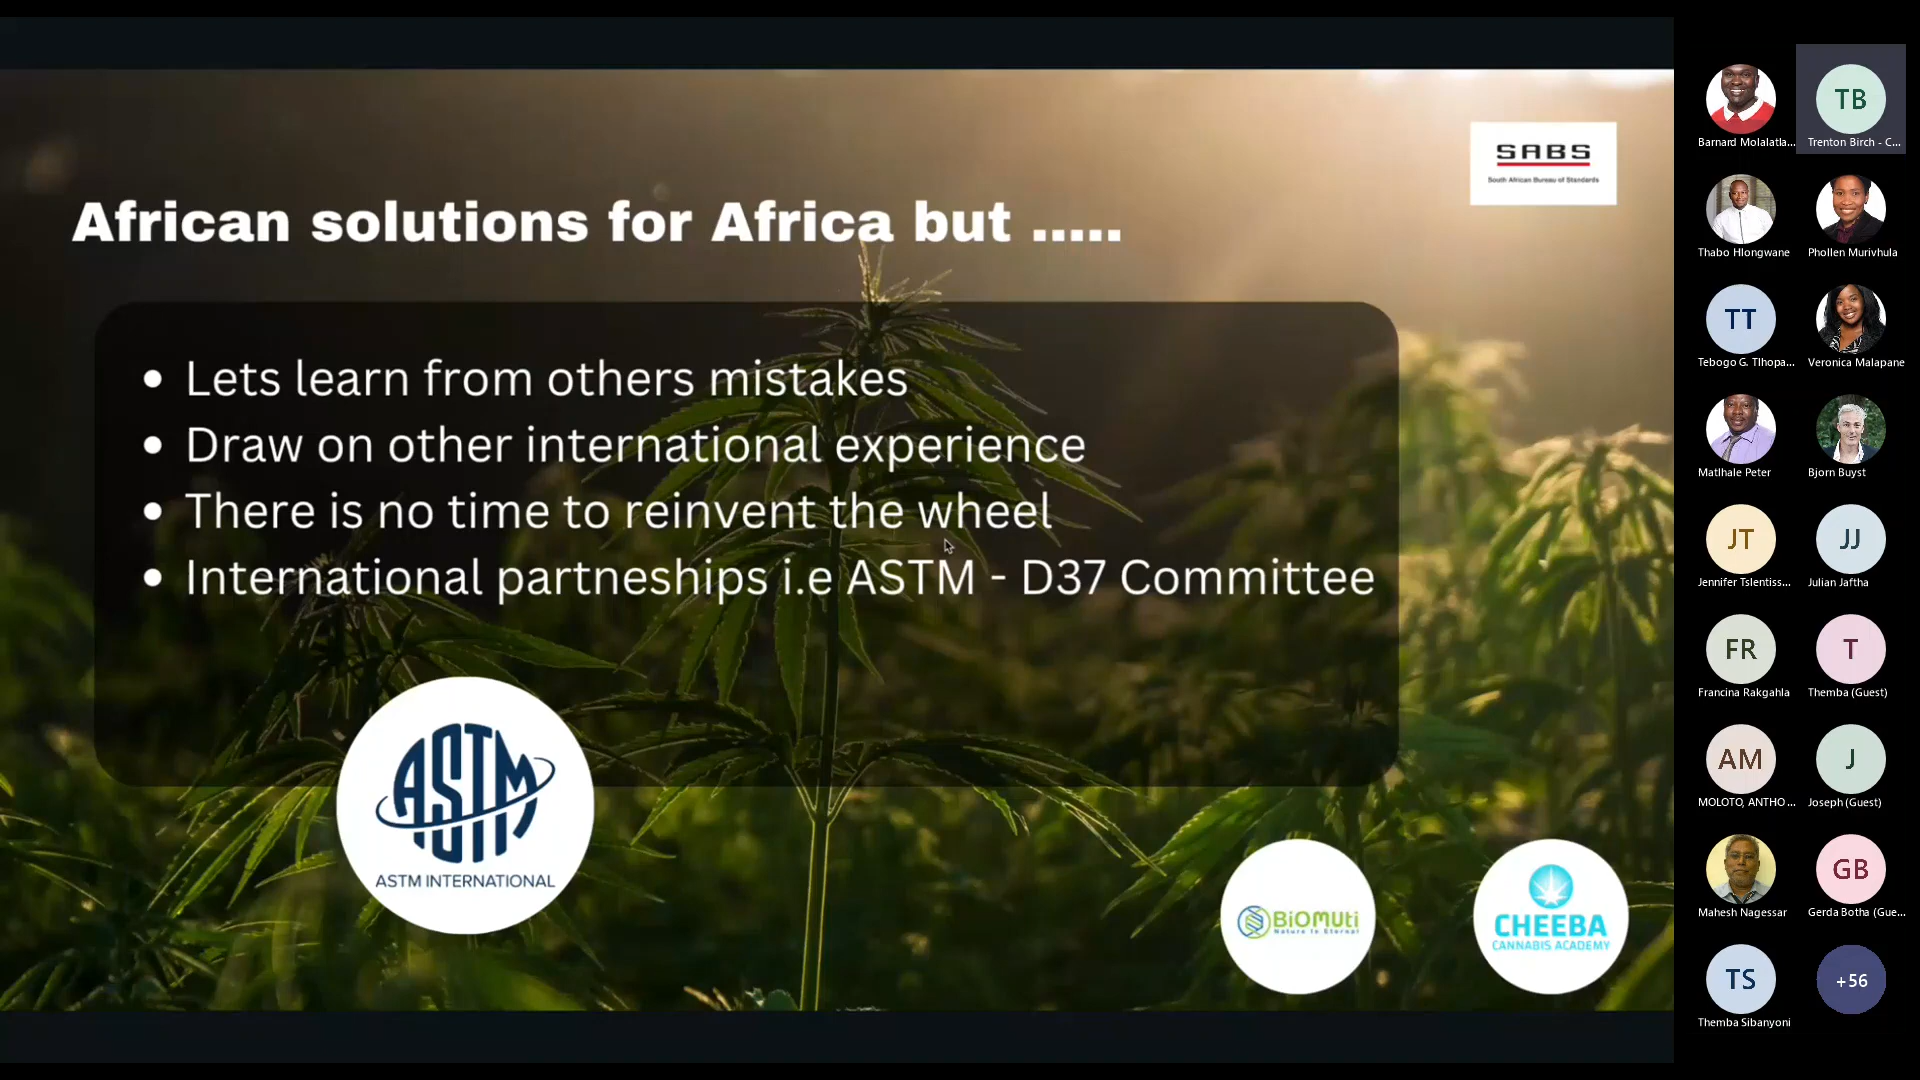 SABS
South African Bureau of Standards
African solutions for Africa but .....
Lets learn from others mistakes
Draw on other international experience
There is no time to reinvent the wheel
International partneships i.e ASTM - D37 Committee
ASTM
ASTM INTERNATIONAL
BiOMUTi
Nature Is Eternal
CHEEBA
CANNABIS ACADEMY
Barnard Molalatla...
TB
Trenton Birch - C...
Thabo Hlongwane
Phollen Murivhula
TT
Tebogo G. Tlhopa...
Veronica Malapane
Matlhale Peter
Bjorn Buyst
JT
Jennifer Tslentiss...
JJ
Julian Jaftha
FR
Francina Rakgahla
T
Themba (Guest)
AM
MOLOTO, ANTHO...
J
Joseph (Guest)
Mahesh Nagessar
GB
Gerda Botha (Gue...
TS
Themba Sibanyoni
+56